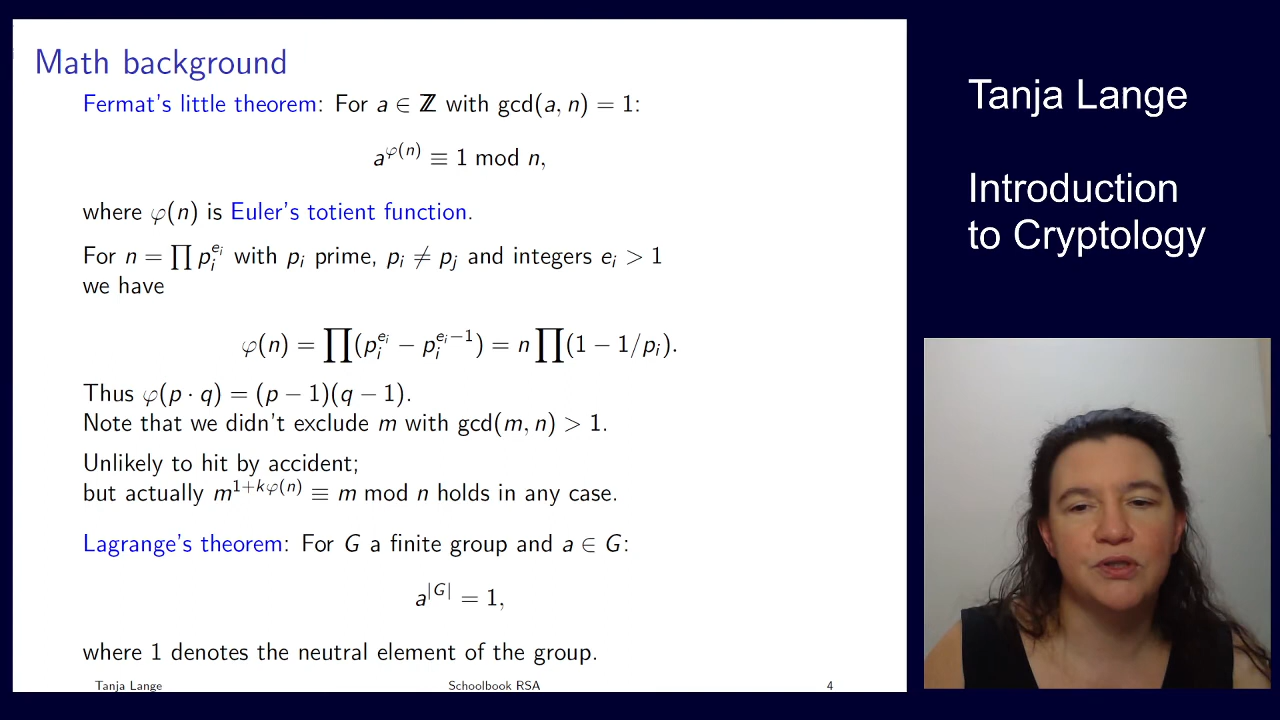 Math background
Fermat's little theorem: For a ∈ ℤ with gcd(a, n) = 1:
a^φ(n) ≡ 1 mod n,
where φ(n) is Euler's totient function.
For n = ∏ p_i^{e_i} with p_i prime, p_i ≠ p_j and integers e_i > 1
we have
φ(n) = ∏(p_i^{e_i} − p_i^{e_i−1}) = n ∏(1 − 1/p_i).
Thus φ(p · q) = (p − 1)(q − 1).
Note that we didn't exclude m with gcd(m, n) > 1.
Unlikely to hit by accident;
but actually m^{1+kφ(n)} ≡ m mod n holds in any case.
Lagrange's theorem: For G a finite group and a ∈ G:
a^{|G|} = 1,
where 1 denotes the neutral element of the group.
Tanja Lange Schoolbook RSA 4
Tanja Lange
Introduction
to Cryptology